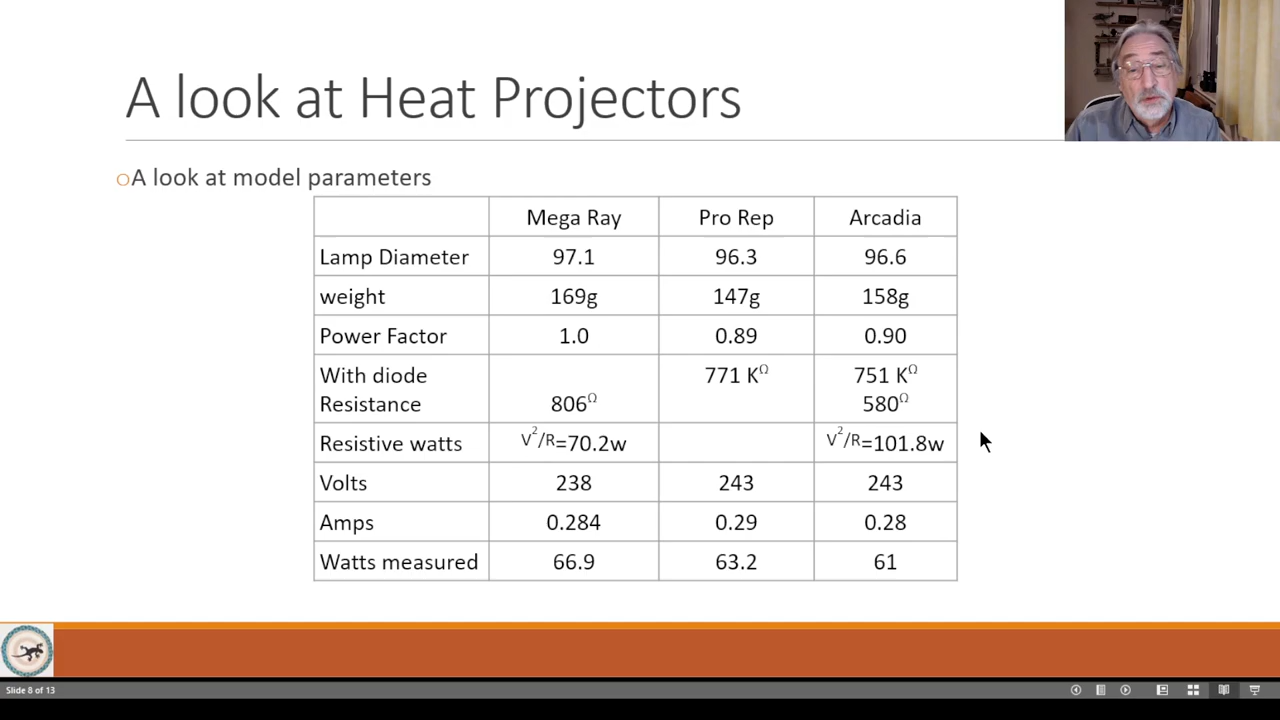 A look at Heat Projectors
A look at model parameters
Mega Ray Pro Rep Arcadia
Lamp Diameter 97.1 96.3 96.6
weight 169g 147g 158g
Power Factor 1.0 0.89 0.90
With diode 771 KΩ 751 KΩ
Resistance 806Ω 580Ω
Resistive watts V²/R=70.2w V²/R=101.8w
Volts 238 243 243
Amps 0.284 0.29 0.28
Watts measured 66.9 63.2 61
Slide 8 of 13